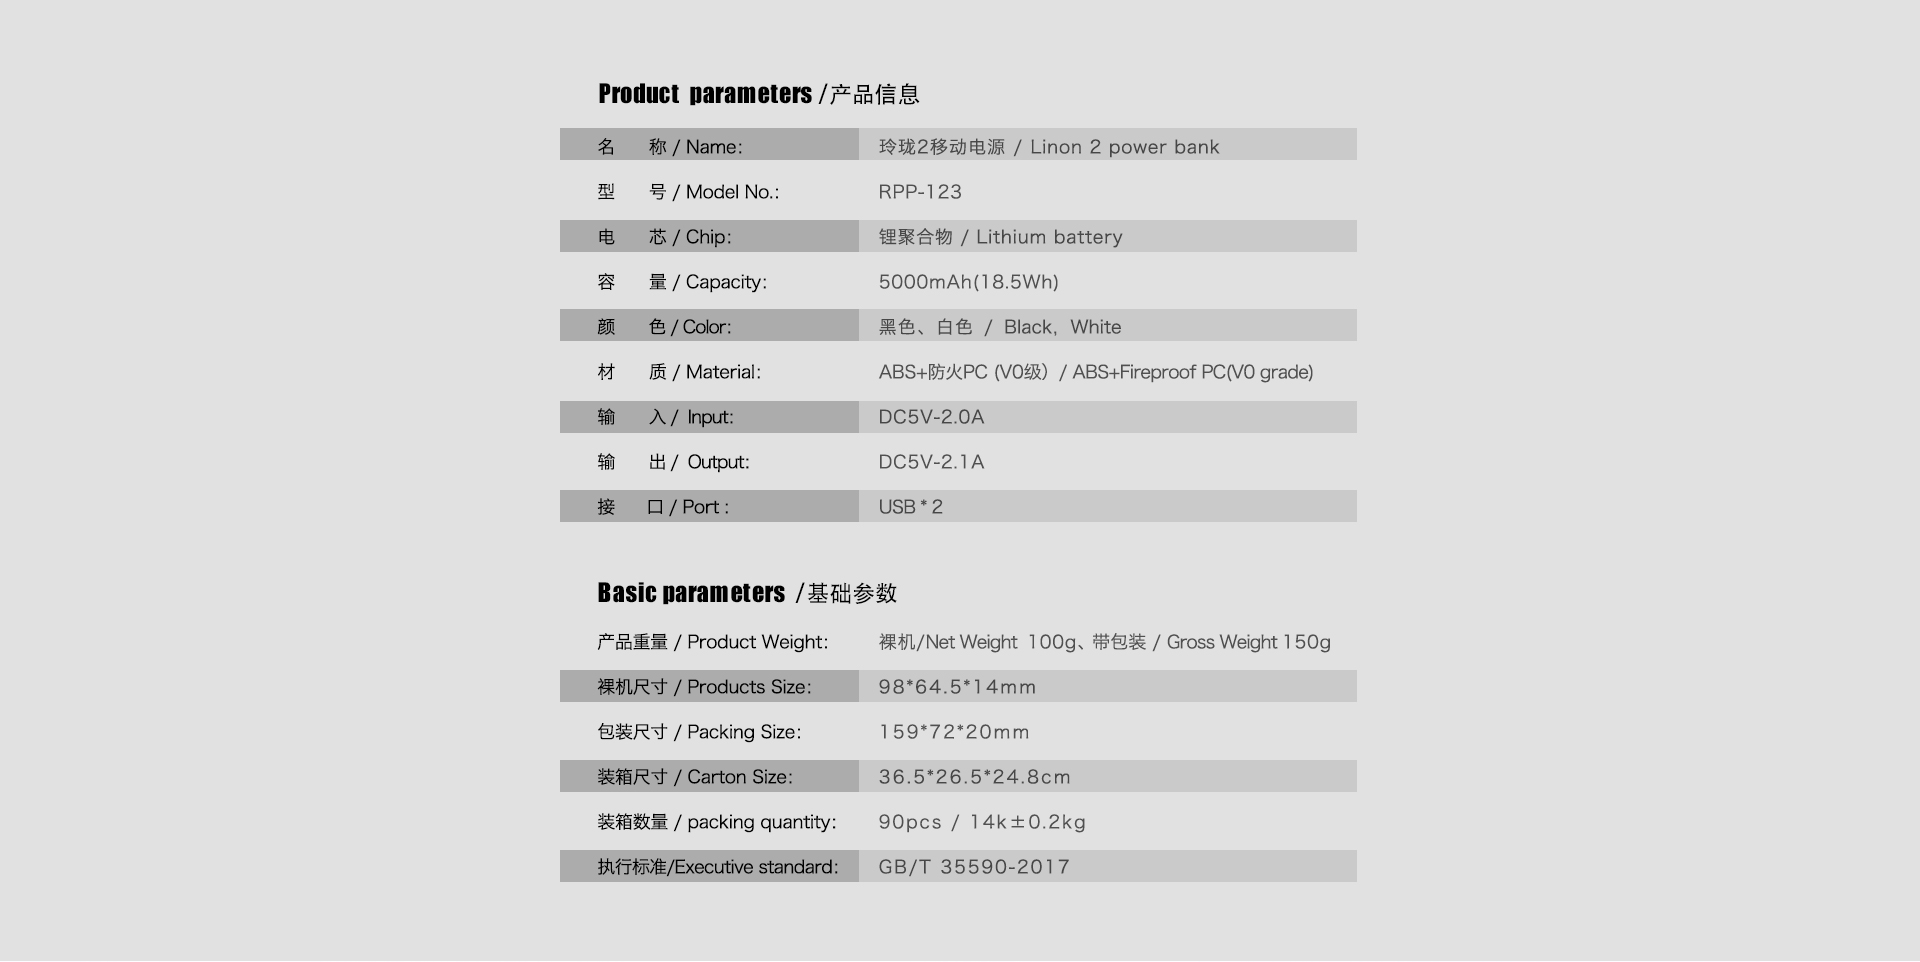 Product parameters /产品信息
名 称 / Name: 玲珑2移动电源 / Linon 2 power bank
型 号 / Model No.: RPP-123
电 芯 / Chip: 锂聚合物 / Lithium battery
容 量 / Capacity: 5000mAh(18.5Wh)
颜 色 / Color: 黑色、白色 / Black, White
材 质 / Material: ABS+防火PC (V0级）/ ABS+Fireproof PC(V0 grade)
输 入 / Input: DC5V-2.0A
输 出 / Output: DC5V-2.1A
接 口 / Port : USB * 2
Basic parameters /基础参数
产品重量 / Product Weight: 裸机/Net Weight 100g、带包装 / Gross Weight 150g
裸机尺寸 / Products Size: 98*64.5*14mm
包装尺寸 / Packing Size: 159*72*20mm
装箱尺寸 / Carton Size: 36.5*26.5*24.8cm
装箱数量 / packing quantity: 90pcs / 14k±0.2kg
执行标准/Executive standard: GB/T 35590-2017